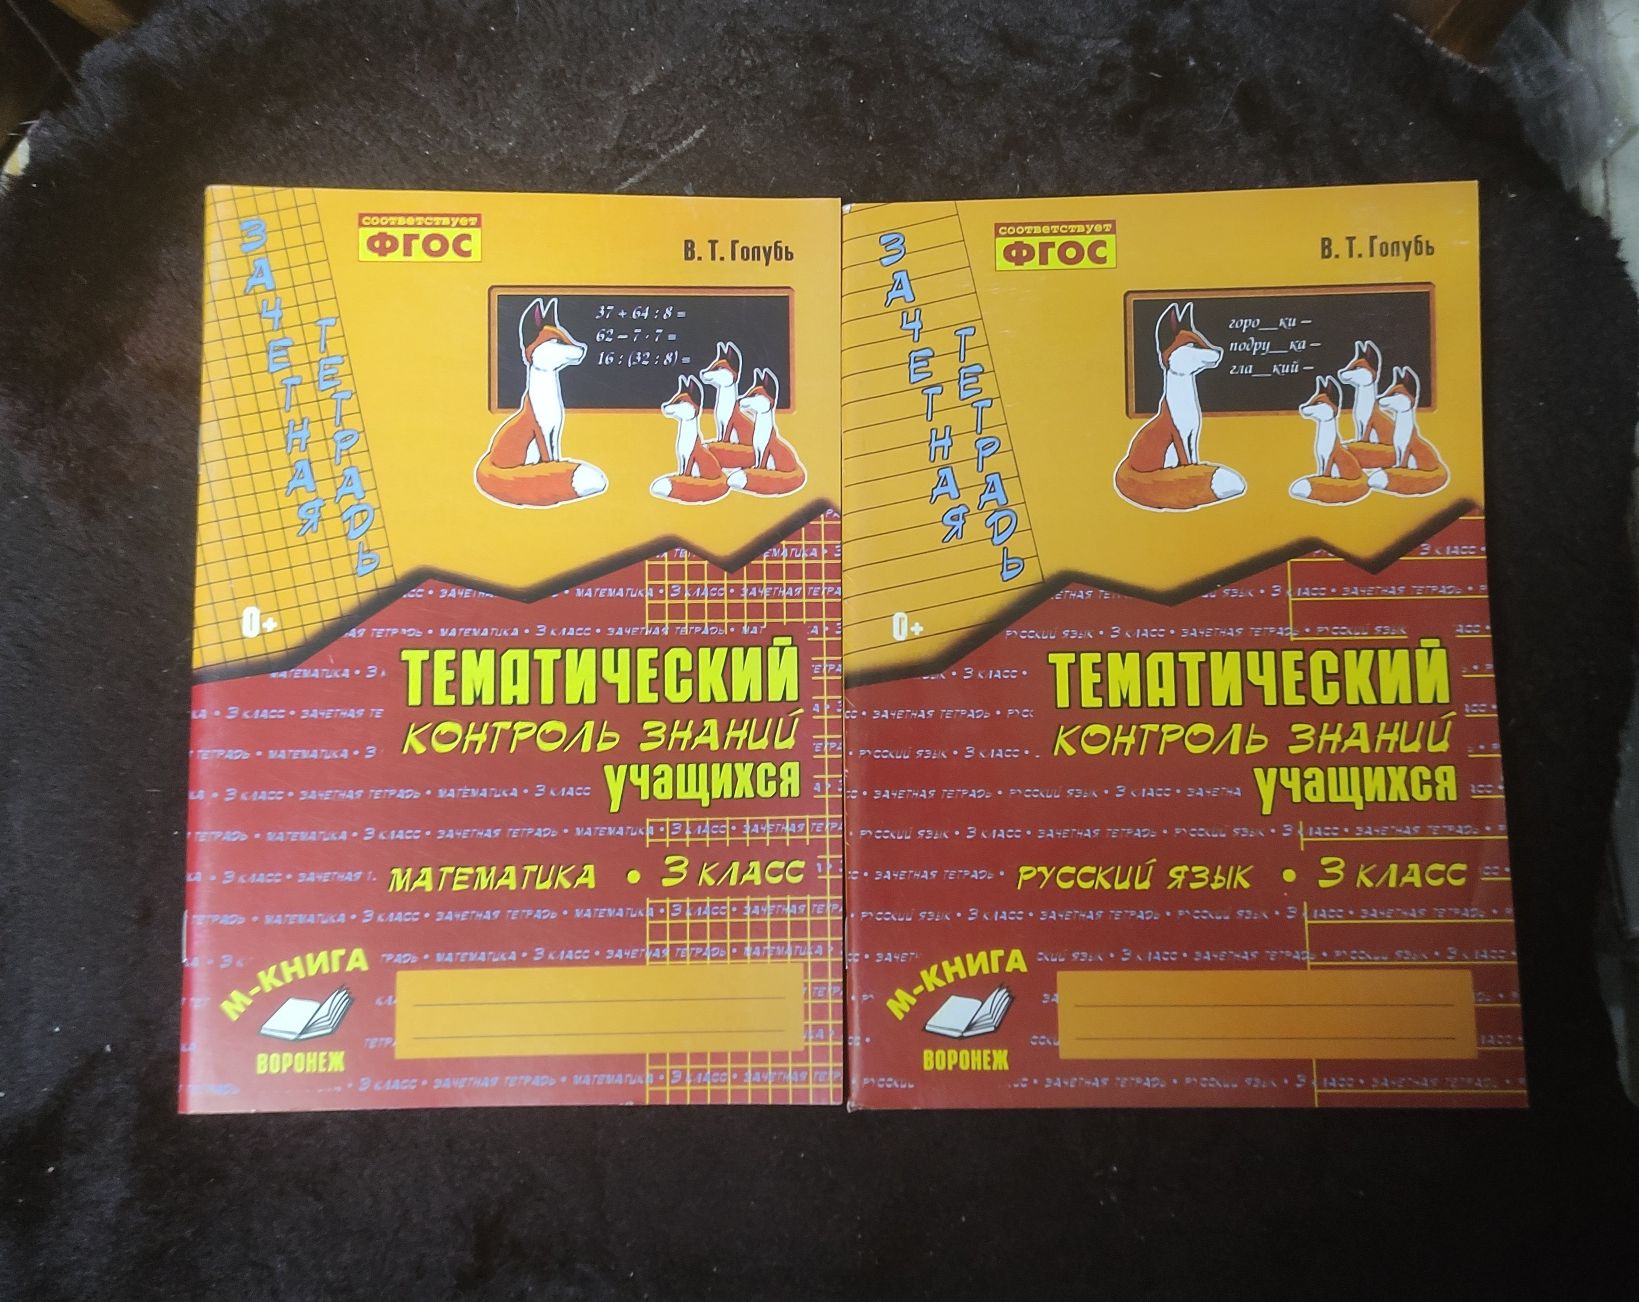 ЗАЧЕТНАЯ
ТЕТРАДЬ
соответствует
ФГОС
В. Т. Голубь
37 + 64 : 8 =
62 – 7 · 7 =
16 : (32 : 8) =
0+
ТЕМАТИЧЕСКИЙ
КОНТРОЛЬ ЗНАНИЙ
УЧАЩИХСЯ
МАТЕМАТИКА • 3 КЛАСС
М-КНИГА
ВОРОНЕЖ
ЗАЧЕТНАЯ
ТЕТРАДЬ
соответствует
ФГОС
В. Т. Голубь
горо__ки –
подру__ка –
гла__кий –
0+
ТЕМАТИЧЕСКИЙ
КОНТРОЛЬ ЗНАНИЙ
УЧАЩИХСЯ
РУССКИЙ ЯЗЫК • 3 КЛАСС
М-КНИГА
ВОРОНЕЖ